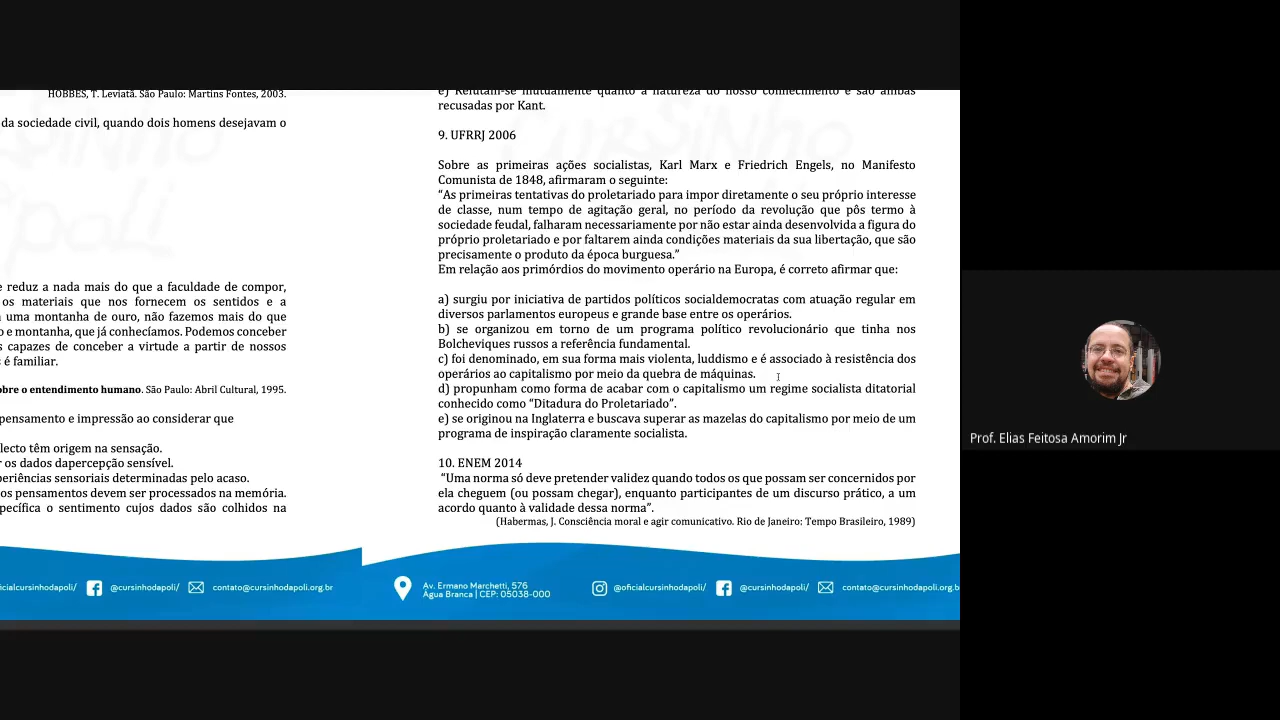 HOBBES, T. Leviatã. São Paulo: Martins Fontes, 2003.
da sociedade civil, quando dois homens desejavam o
reduz a nada mais do que a faculdade de compor,
os materiais que nos fornecem os sentidos e a
uma montanha de ouro, não fazemos mais do que
o e montanha, que já conhecíamos. Podemos conceber
capazes de conceber a virtude a partir de nossos
é familiar.
obre o entendimento humano. São Paulo: Abril Cultural, 1995.
pensamento e impressão ao considerar que
lecto têm origem na sensação.
r os dados dapercepção sensível.
periências sensoriais determinadas pelo acaso.
os pensamentos devem ser processados na memória.
pecífica o sentimento cujos dados são colhidos na
e) Refutam-se mutuamente quanto à natureza do nosso conhecimento e são ambas
recusadas por Kant.
9. UFRRJ 2006
Sobre as primeiras ações socialistas, Karl Marx e Friedrich Engels, no Manifesto
Comunista de 1848, afirmaram o seguinte:
“As primeiras tentativas do proletariado para impor diretamente o seu próprio interesse
de classe, num tempo de agitação geral, no período da revolução que pôs termo à
sociedade feudal, falharam necessariamente por não estar ainda desenvolvida a figura do
próprio proletariado e por faltarem ainda condições materiais da sua libertação, que são
precisamente o produto da época burguesa.”
Em relação aos primórdios do movimento operário na Europa, é correto afirmar que:
a) surgiu por iniciativa de partidos políticos socialdemocratas com atuação regular em
diversos parlamentos europeus e grande base entre os operários.
b) se organizou em torno de um programa político revolucionário que tinha nos
Bolcheviques russos a referência fundamental.
c) foi denominado, em sua forma mais violenta, luddismo e é associado à resistência dos
operários ao capitalismo por meio da quebra de máquinas.
d) propunham como forma de acabar com o capitalismo um regime socialista ditatorial
conhecido como “Ditadura do Proletariado”.
e) se originou na Inglaterra e buscava superar as mazelas do capitalismo por meio de um
programa de inspiração claramente socialista.
10. ENEM 2014
“Uma norma só deve pretender validez quando todos os que possam ser concernidos por
ela cheguem (ou possam chegar), enquanto participantes de um discurso prático, a um
acordo quanto à validade dessa norma”.
(Habermas, J. Consciência moral e agir comunicativo. Rio de Janeiro: Tempo Brasileiro, 1989)
icialcursinhodapoli/ @cursinhodapoli/ contato@cursinhodapoli.org.br
Av. Ermano Marchetti, 576
Água Branca | CEP: 05038-000
@oficialcursinhodapoli/ @cursinhodapoli/ contato@cursinhodapoli.org.b
Prof. Elias Feitosa Amorim Jr